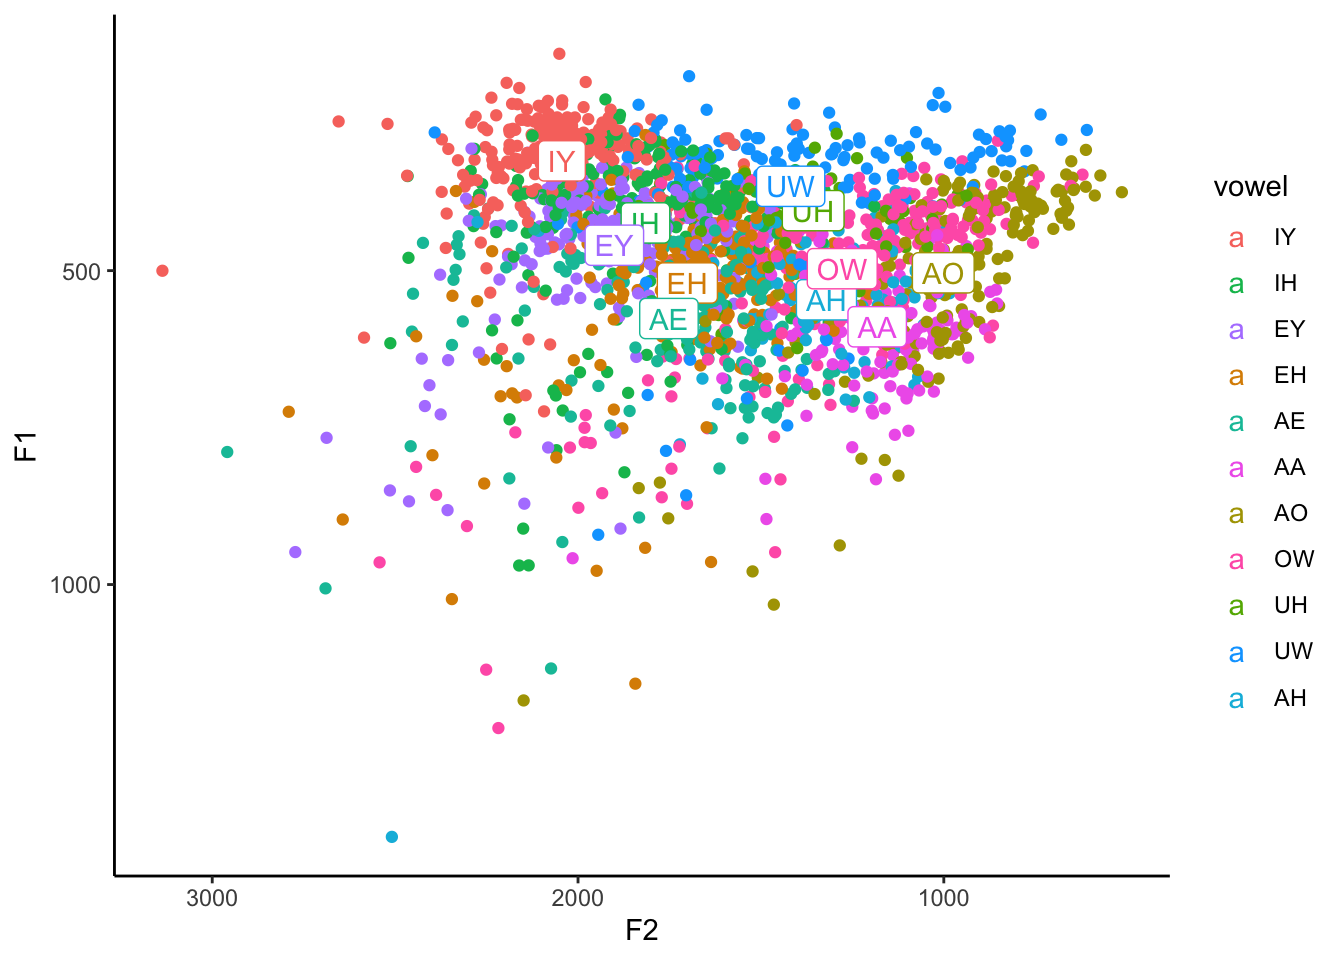 IY
UW
UH
IH
EY
OW
AO
EH
AH
AE
AA
500
1000
F1
3000 2000 1000
F2
vowel
a IY
a IH
a EY
a EH
a AE
a AA
a AO
a OW
a UH
a UW
a AH